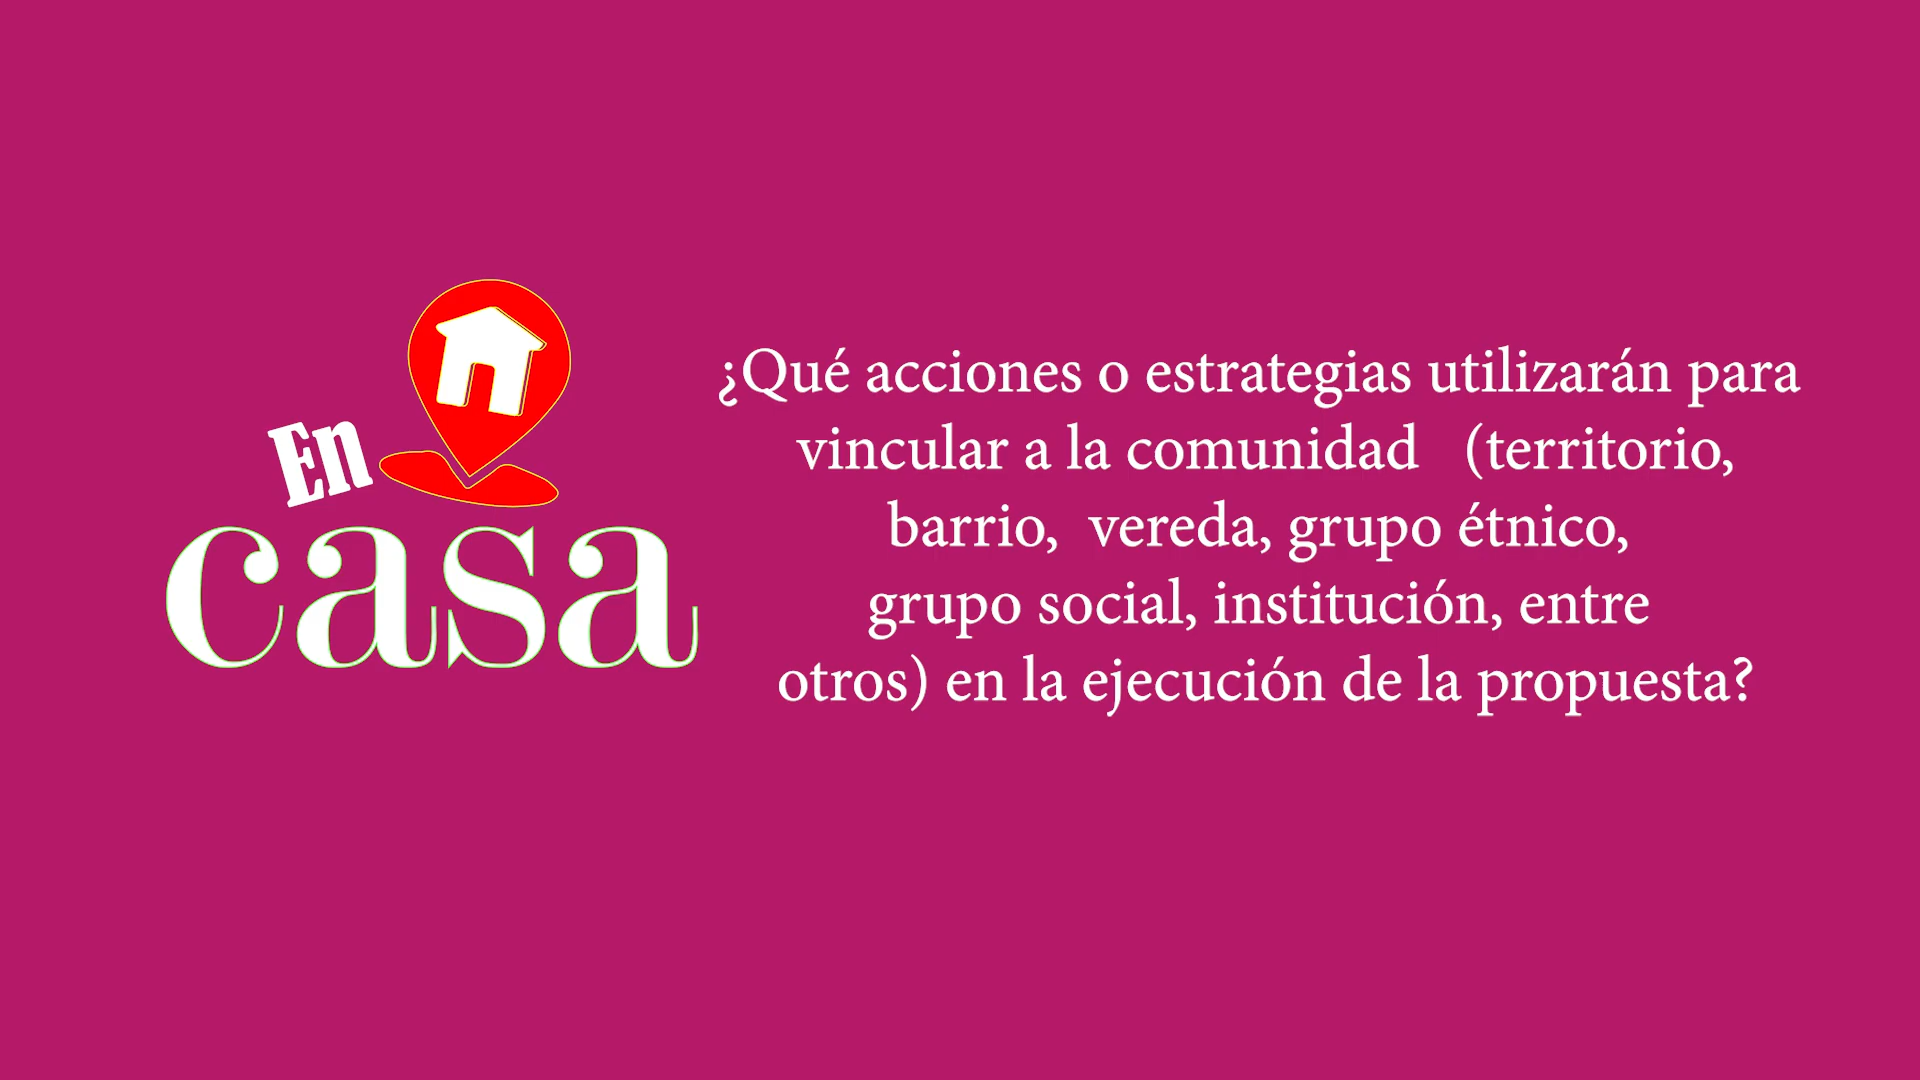 En
casa
¿Qué acciones o estrategias utilizarán para
vincular a la comunidad (territorio,
barrio, vereda, grupo étnico,
grupo social, institución, entre
otros) en la ejecución de la propuesta?